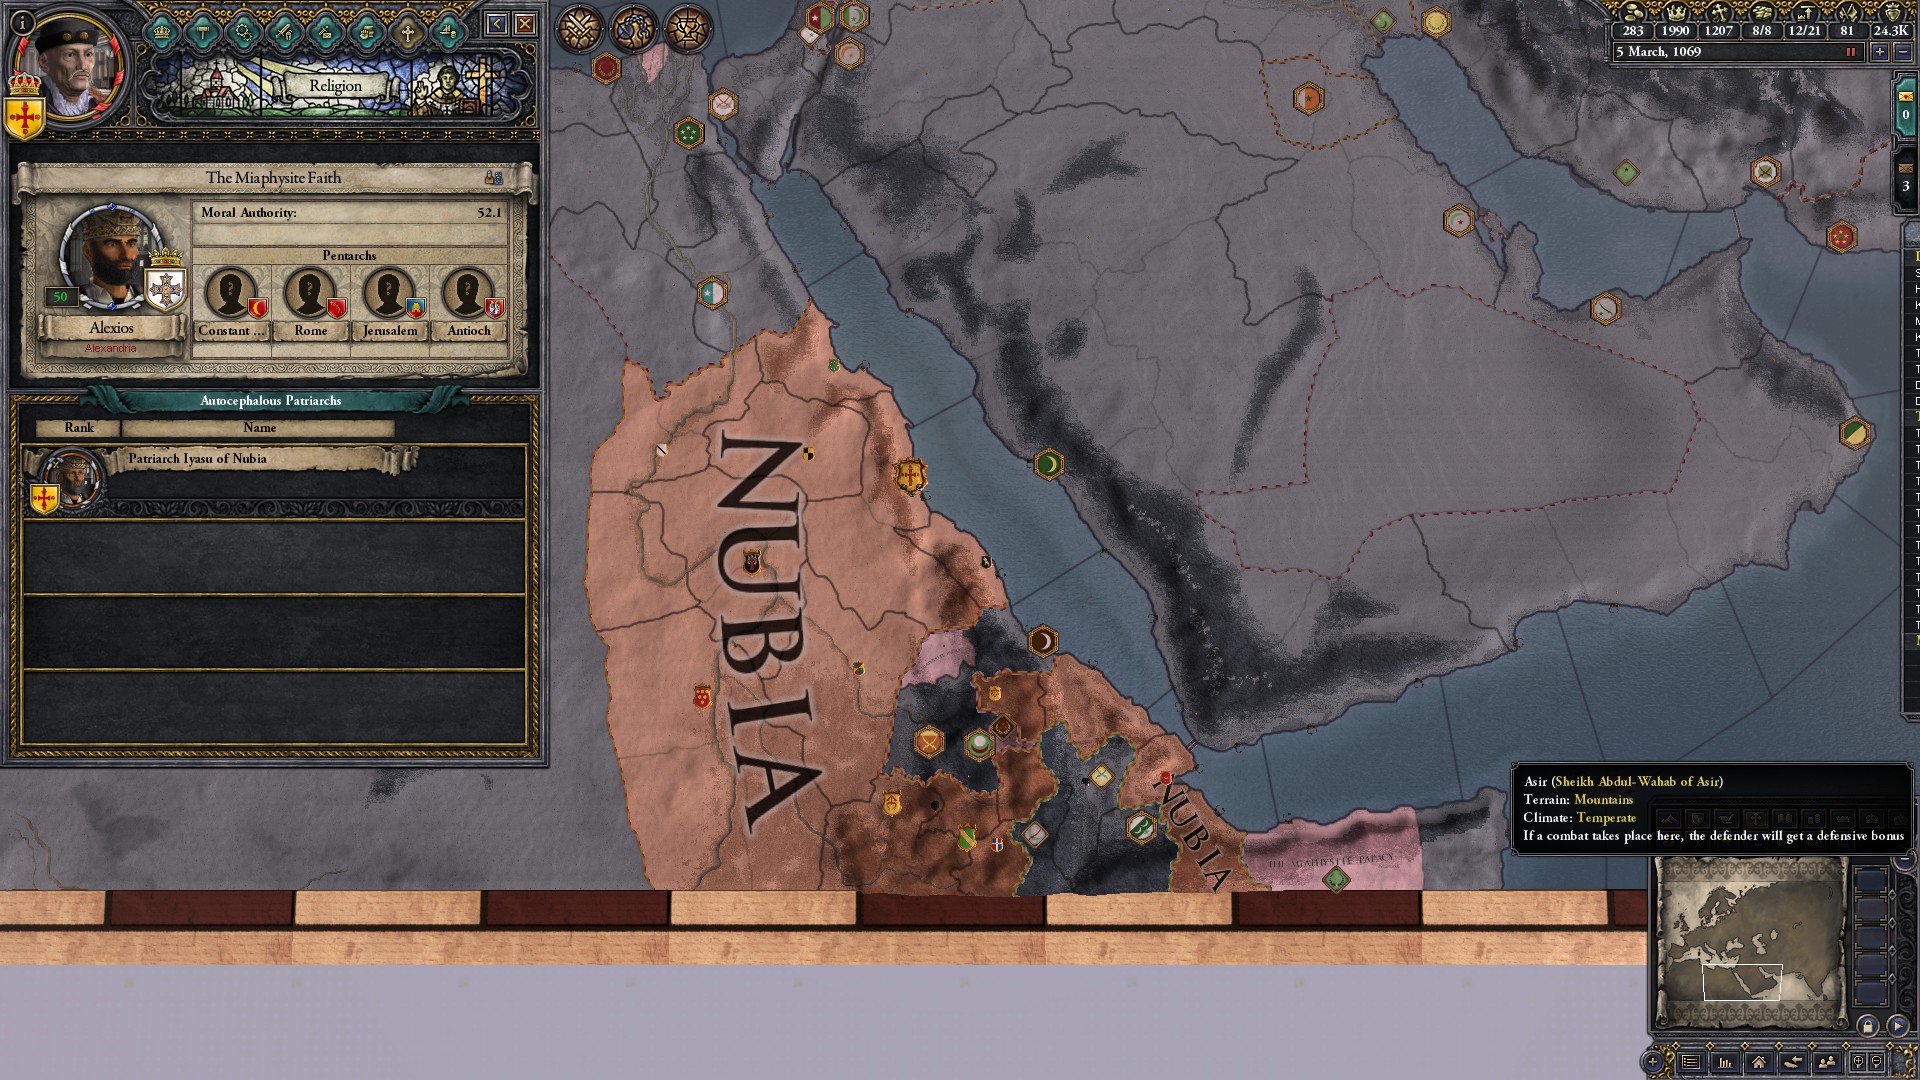 283 1990 1207 8/8 12/21 81 24.3K
5 March, 1069
0
3
Religion
The Miaphysite Faith
Moral Authority: 52.1
Pentarchs
50
Alexios
Alexandria
Constant ... Rome Jerusalem Antioch
Autocephalous Patriarchs
Rank Name
Patriarch Iyasu of Nubia
NUBIA
NUBIA
THE MIAPHYSITE PAPACY
Asir (Sheikh Abdul-Wahab of Asir)
Terrain: Mountains
Climate: Temperate
If a combat takes place here, the defender will get a defensive bonus